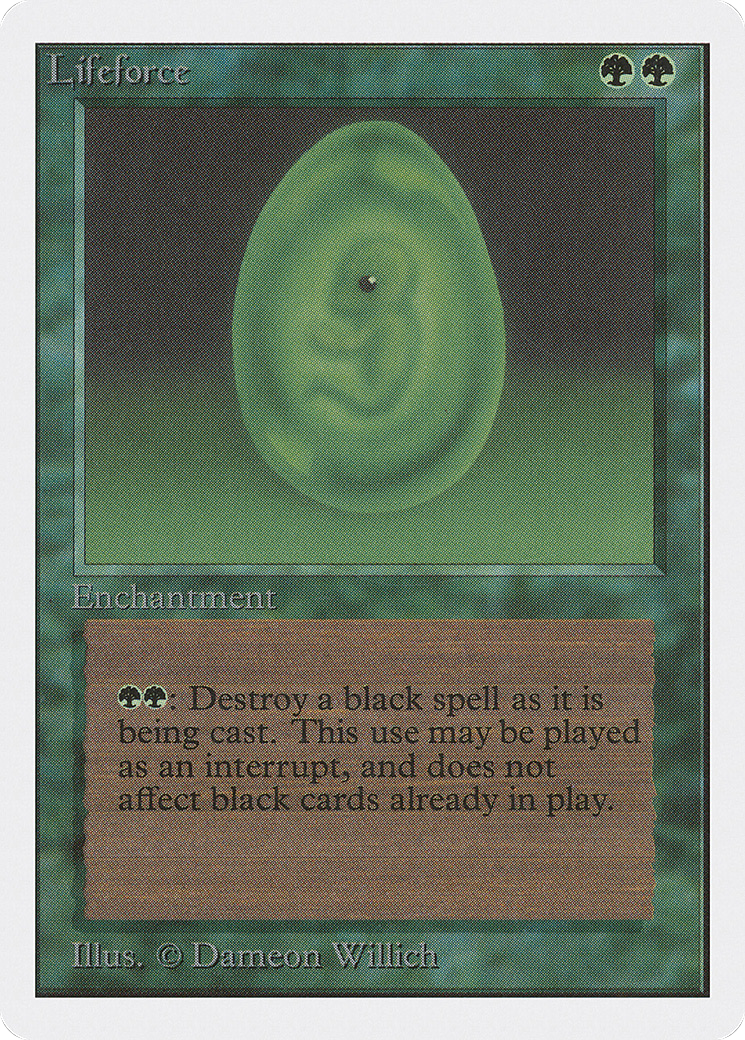 Lifeforce
Enchantment
: Destroy a black spell as it is
being cast. This use may be played
as an interrupt, and does not
affect black cards already in play.
Illus. © Dameon Willich